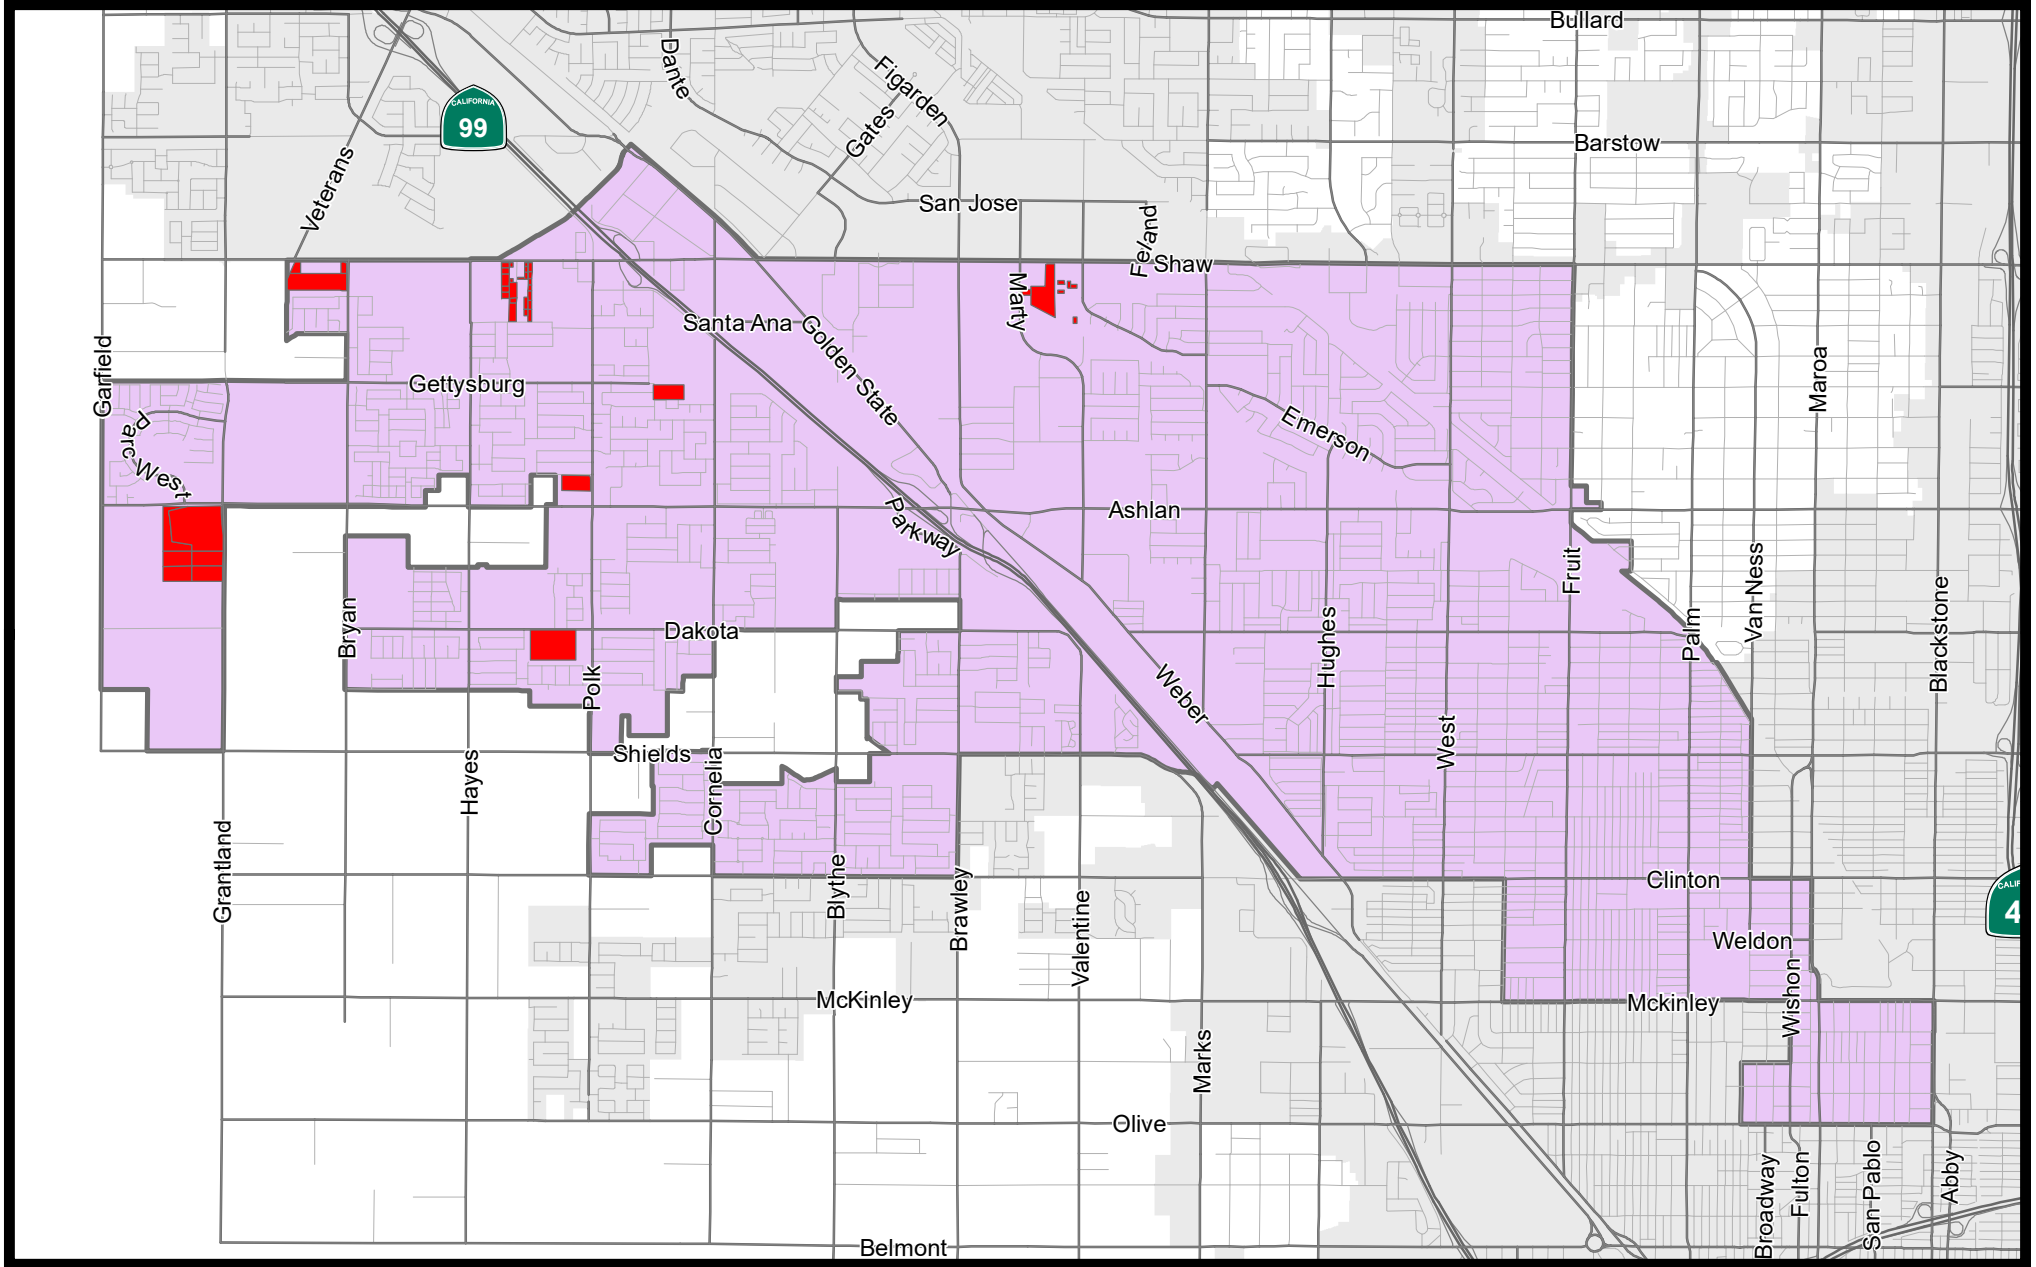 Bullard
Dante
Figarden
CALIFORNIA
99
Gates
Barstow
Veterans
San Jose
Feland
Shaw
Marty
Santa Ana
Golden State
Garfield
Gettysburg
Maroa
Parc West
Emerson
Ashlan
Parkway
Fruit
Van Ness
Bryan
Dakota
Hughes
Palm
Blackstone
Polk
Weber
West
Shields
Hayes
Cornelia
Grantland
Blythe
Brawley
Clinton
CALIF
4
Valentine
Weldon
Wishon
McKinley
Mckinley
Marks
Olive
Broadway
Fulton
San Pablo
Abby
Belmont